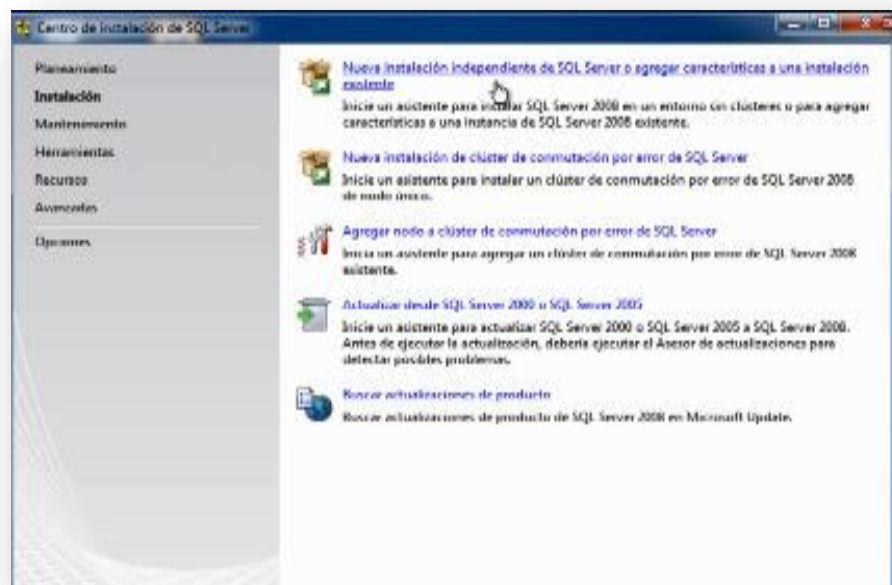 Centro de instalación de SQL Server
Planeamiento
Instalación
Mantenimiento
Herramientas
Recursos
Avanzadas
Opciones
Nueva instalación independiente de SQL Server o agregar características a una instalación
existente
Inicie un asistente para instalar SQL Server 2008 en un entorno sin clústeres o para agregar
características a una instancia de SQL Server 2008 existente.
Nueva instalación de clúster de conmutación por error de SQL Server
Inicie un asistente para instalar un clúster de conmutación por error de SQL Server 2008
de nodo único.
Agregar nodo a clúster de conmutación por error de SQL Server
Inicia un asistente para agregar un clúster de conmutación por error de SQL Server 2008
existente.
Actualizar desde SQL Server 2000 o SQL Server 2005
Inicie un asistente para actualizar SQL Server 2000 o SQL Server 2005 a SQL Server 2008.
Antes de ejecutar la actualización, debería ejecutar el Asesor de actualizaciones para
detectar posibles problemas.
Buscar actualizaciones de producto
Buscar actualizaciones de producto de SQL Server 2008 en Microsoft Update.